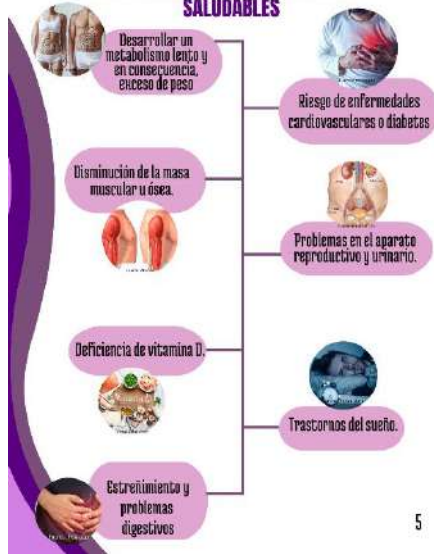 SALUDABLES
Desarrollar un
metabolismo lento y
en consecuencia,
exceso de peso
Riesgo de enfermedades
cardiovasculares o diabetes
Disminución de la masa
muscular u ósea.
Problemas en el aparato
reproductivo y urinario.
Deficiencia de vitamina D.
Trastornos del sueño.
Estreñimiento y
problemas
digestivos
5